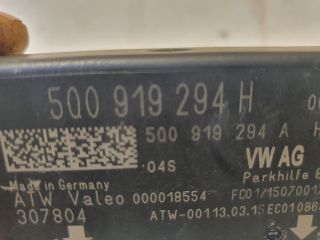 5Q0 919 294 H
5Q0 919 294 A
04S
VW AG
Made in Germany
Parkhilfe
ATW Valeo 000018554
307804
ATW-00113.03.15